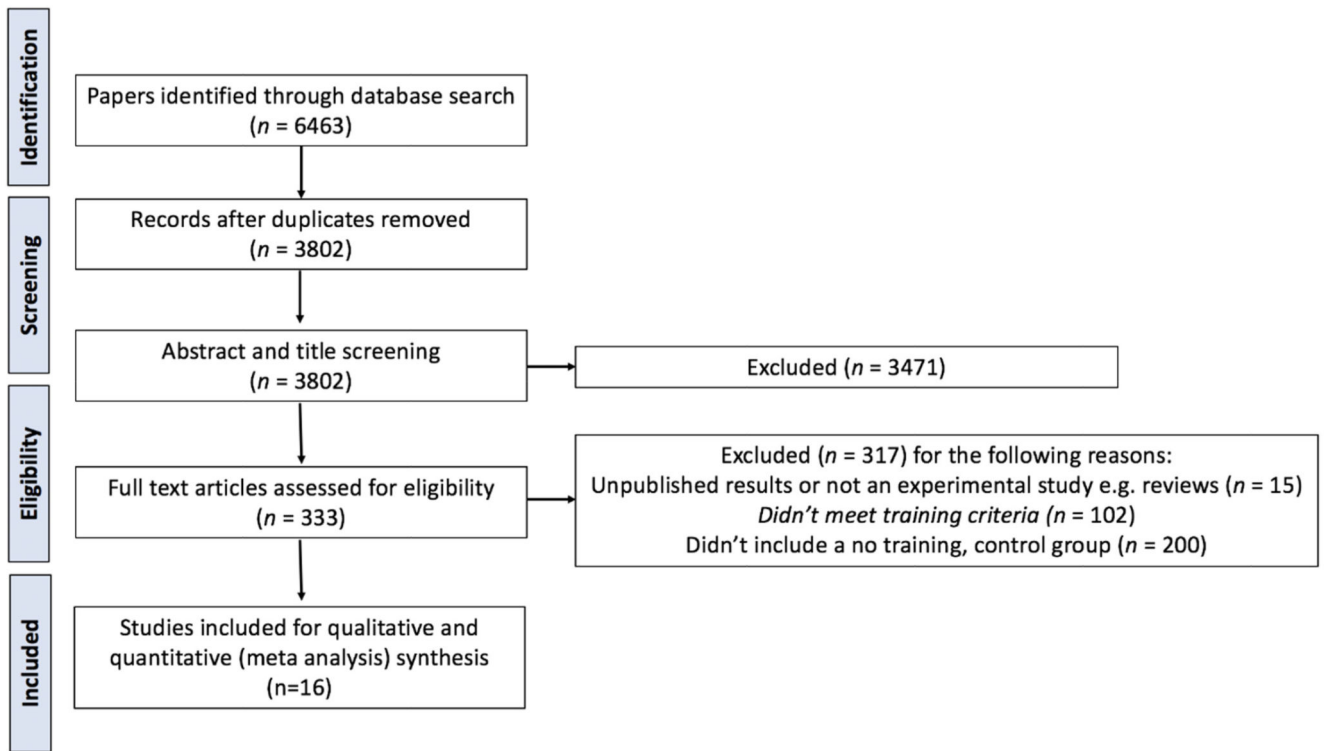 Identification
Papers identified through database search
(n = 6463)
Screening
Records after duplicates removed
(n = 3802)
Abstract and title screening
(n = 3802)
Excluded (n = 3471)
Eligibility
Full text articles assessed for eligibility
(n = 333)
Excluded (n = 317) for the following reasons:
Unpublished results or not an experimental study e.g. reviews (n = 15)
Didn't meet training criteria (n = 102)
Didn't include a no training, control group (n = 200)
Included
Studies included for qualitative and
quantitative (meta analysis) synthesis
(n=16)